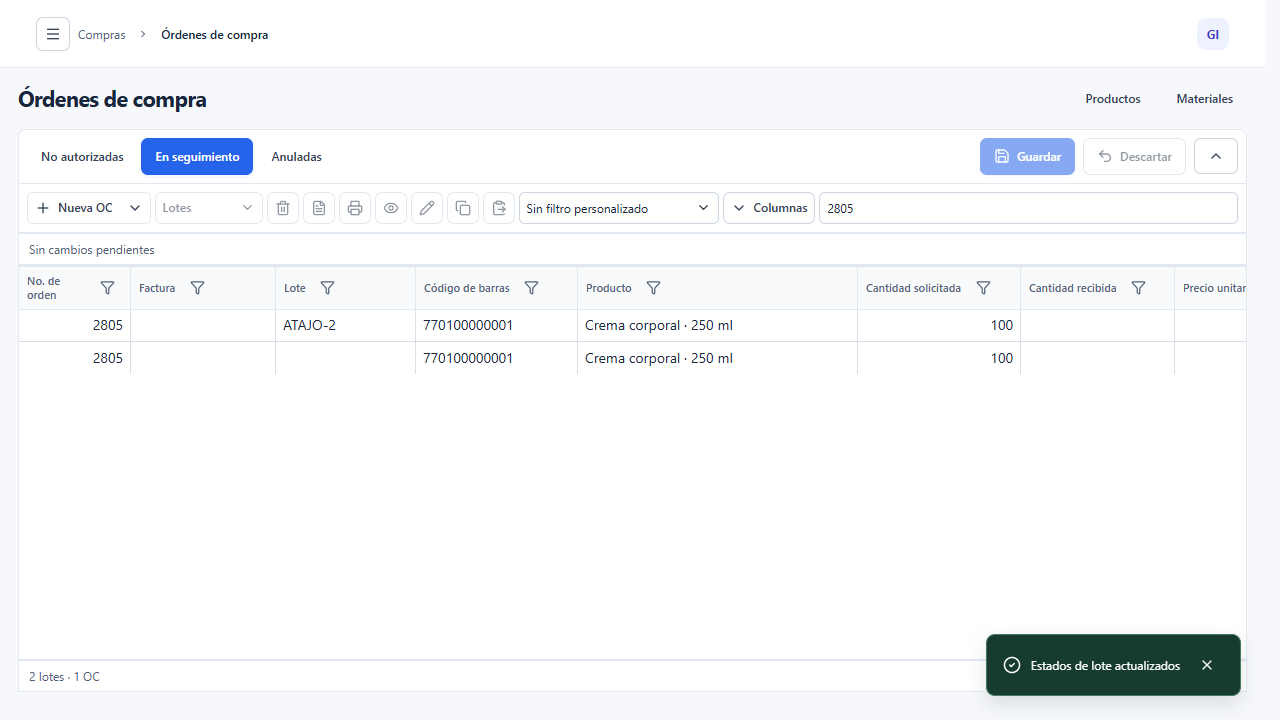 Compras > Órdenes de compra
GI
Órdenes de compra
Productos
Materiales
No autorizadas
En seguimiento
Anuladas
Guardar
Descartar
Nueva OC
Lotes
Sin filtro personalizado
Columnas
2805
Sin cambios pendientes
No. de orden
Factura
Lote
Código de barras
Producto
Cantidad solicitada
Cantidad recibida
Precio unitar
2805 ATAJO-2 770100000001 Crema corporal · 250 ml 100
2805 770100000001 Crema corporal · 250 ml 100
2 lotes · 1 OC
Estados de lote actualizados